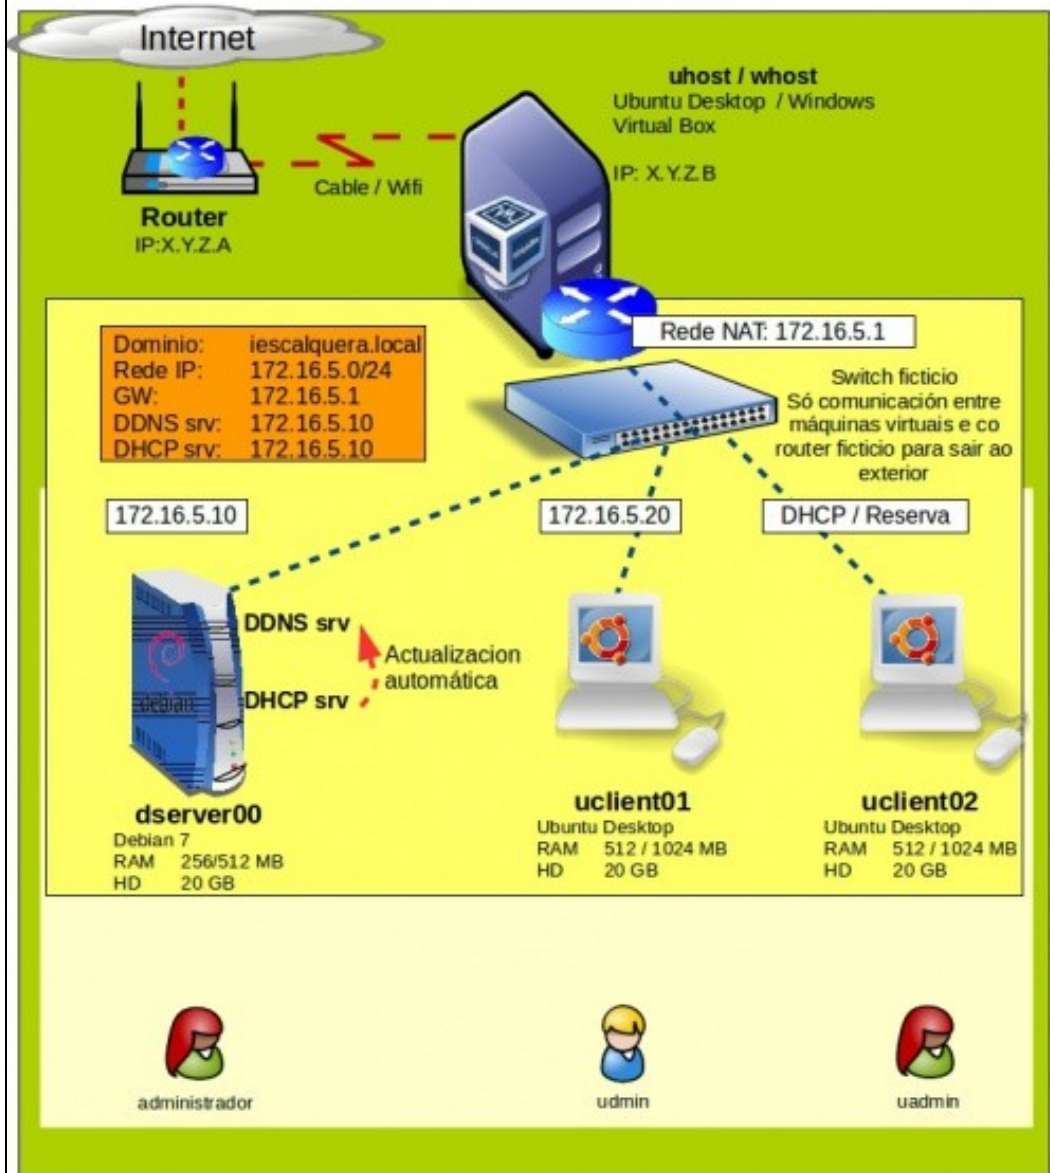 Internet
uhost / whost
Ubuntu Desktop / Windows
Virtual Box
IP: X.Y.Z.B
Cable / Wifi
Router
IP:X.Y.Z.A
Rede NAT: 172.16.5.1
Dominio: iescalquera.local
Rede IP: 172.16.5.0/24
GW: 172.16.5.1
DDNS srv: 172.16.5.10
DHCP srv: 172.16.5.10
Switch ficticio
Só comunicación entre
máquinas virtuais e co
router ficticio para sair ao
exterior
172.16.5.10
172.16.5.20
DHCP / Reserva
DDNS srv
Actualizacion
automática
DHCP srv
debian
dserver00
Debian 7
RAM 256/512 MB
HD 20 GB
uclient01
Ubuntu Desktop
RAM 512 / 1024 MB
HD 20 GB
uclient02
Ubuntu Desktop
RAM 512 / 1024 MB
HD 20 GB
administrador
udmin
uadmin